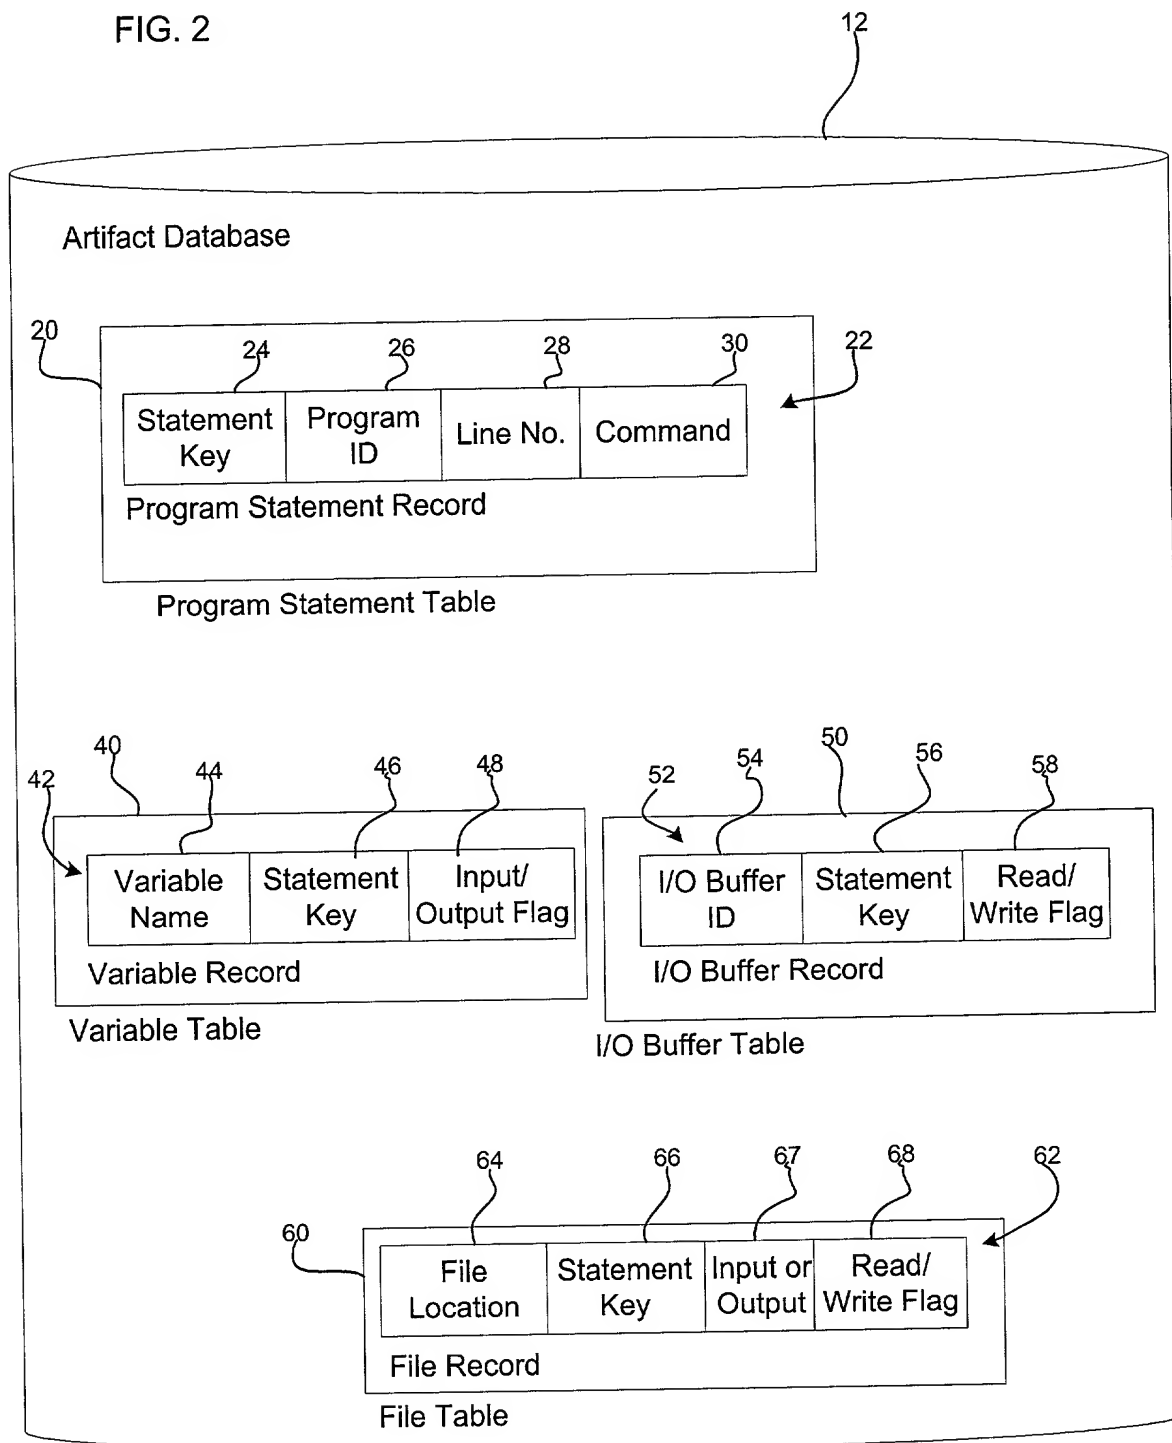 FIG. 2
12
Artifact Database
20
24
26
28
30
22
Statement
Key
Program
ID
Line No.
Command
Program Statement Record
Program Statement Table
40
42
44
46
48
Variable
Name
Statement
Key
Input/
Output Flag
Variable Record
Variable Table
50
52
54
56
58
I/O Buffer
ID
Statement
Key
Read/
Write Flag
I/O Buffer Record
I/O Buffer Table
60
64
66
67
68
62
File
Location
Statement
Key
Input or
Output
Read/
Write Flag
File Record
File Table